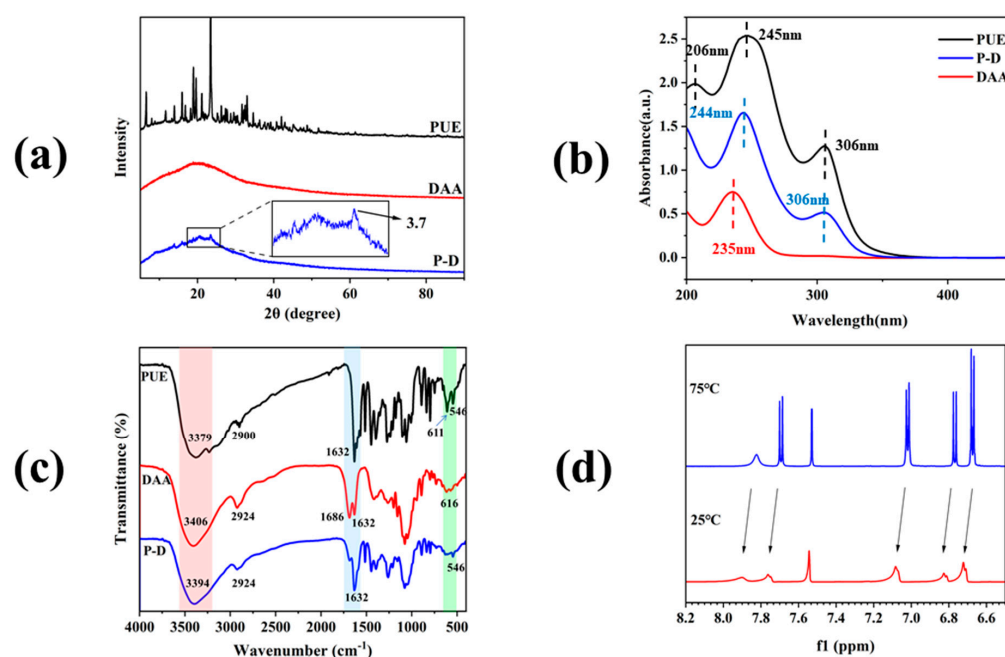 (a)
Intensity
PUE
DAA
3.7
P-D
20 40 60 80
2θ (degree)
(b)
Absorbance(a.u.)
2.5
2.0
1.5
1.0
0.5
0.0
206nm
245nm
244nm
306nm
306nm
235nm
PUE
P-D
DAA
200 300 400
Wavelength(nm)
(c)
Transmittance (%)
PUE
3379
2900
1632
611
546
DAA
3406
2924
1686
1632
616
P-D
3394
2924
1632
546
4000 3500 3000 2500 2000 1500 1000 500
Wavenumber (cm-1)
(d)
75°C
25°C
8.2 8.0 7.8 7.6 7.4 7.2 7.0 6.8 6.6
f1 (ppm)